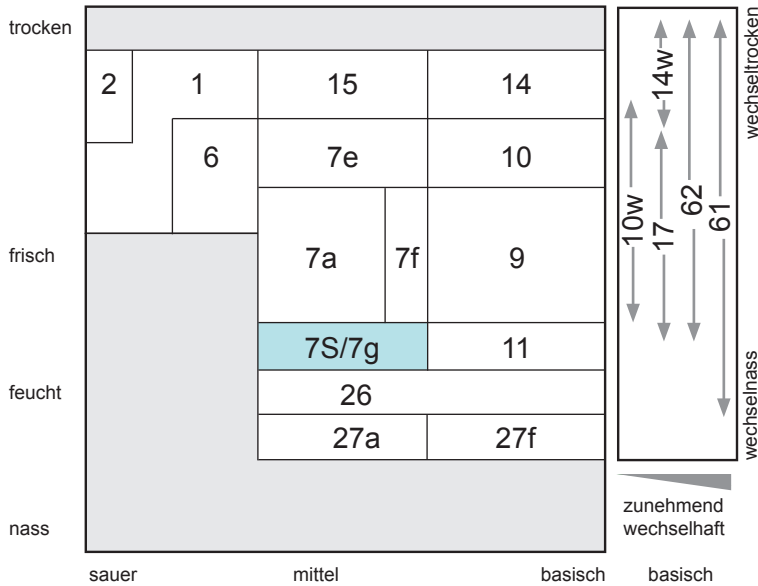 trocken
2 1 15 14
6 7e 10
frisch
7a 7f 9
7S/7g 11
feucht
26
27a 27f
nass
sauer mittel basisch
10w
14w
17
62
61
wechseltrocken
wechselnass
zunehmend
wechselhaft
basisch